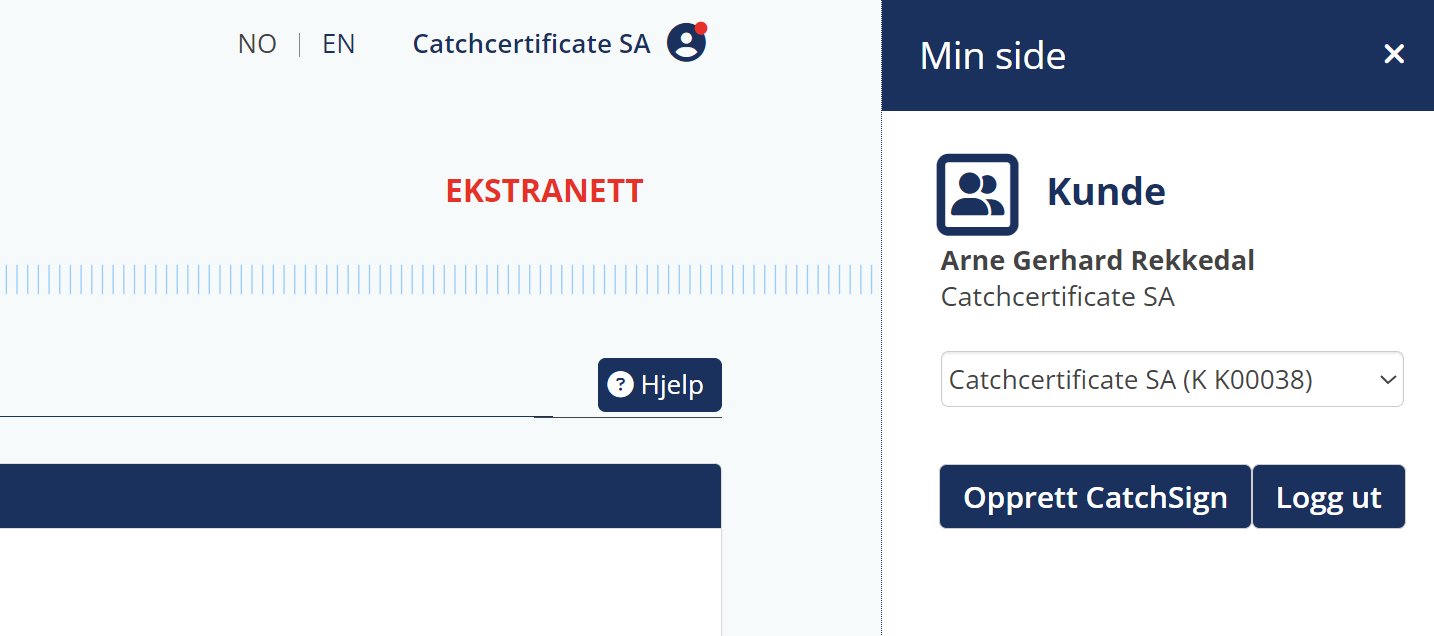 NO | EN Catchcertificate SA
EKSTRANETT
? Hjelp
Min side
Kunde
Arne Gerhard Rekkedal
Catchcertificate SA
Catchcertificate SA (K K00038)
Opprett CatchSign Logg ut